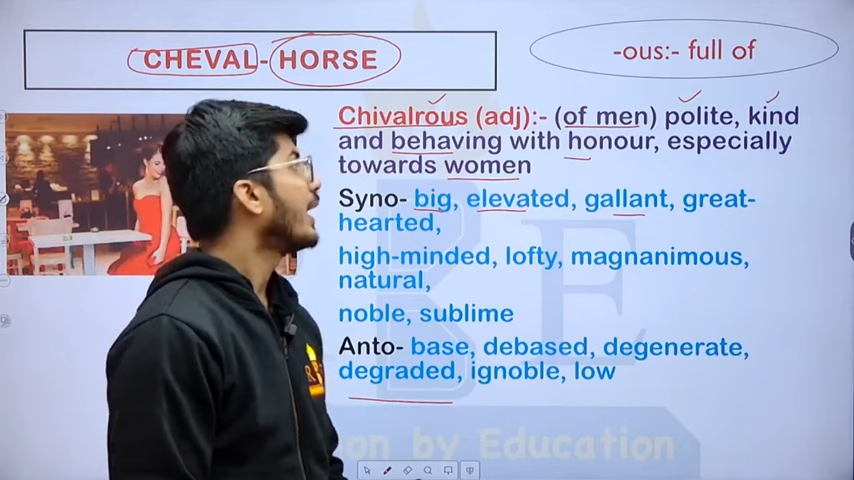 CHEVAL-HORSE
-ous:- full of
Chivalrous (adj):- (of men) polite, kind
and behaving with honour, especially
towards women
Syno- big, elevated, gallant, great-
hearted,
high-minded, lofty, magnanimous,
natural,
noble, sublime
Anto- base, debased, degenerate,
degraded, ignoble, low
on by Education